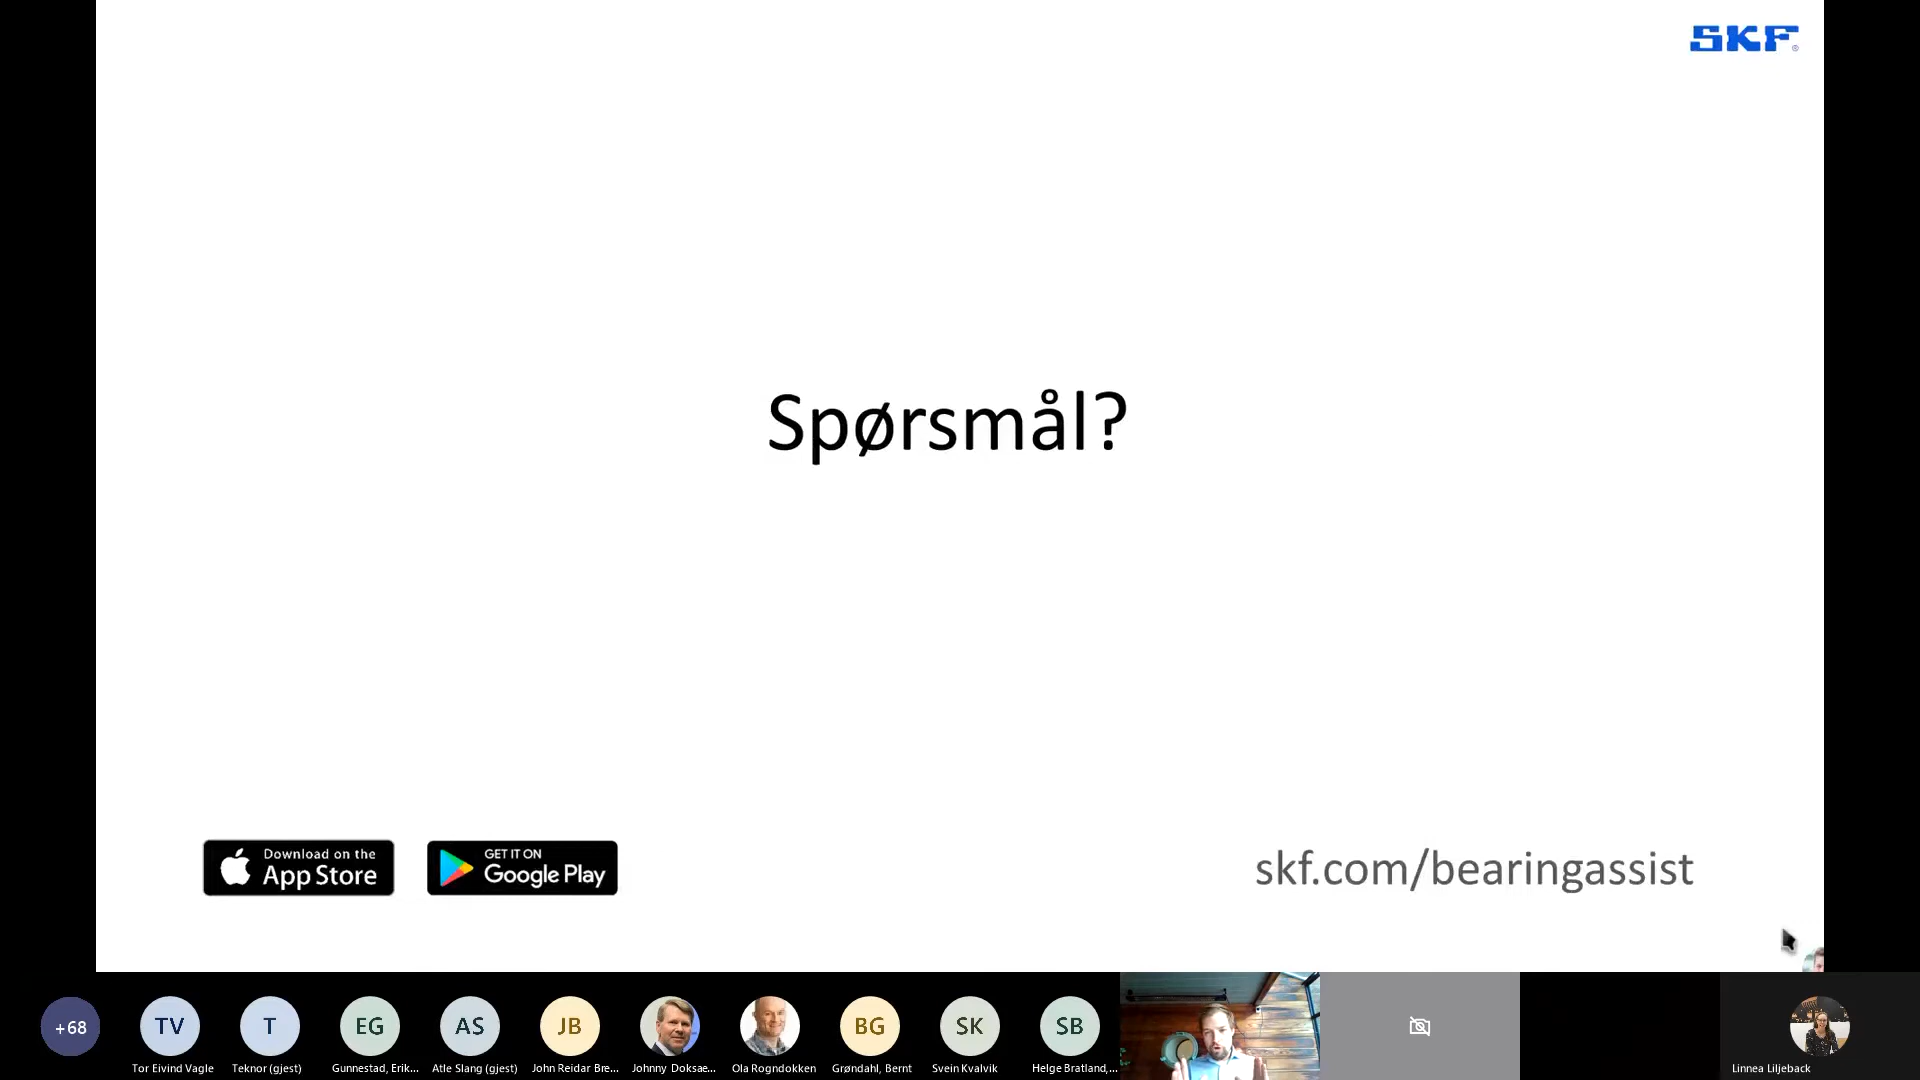 SKF®
Spørsmål?
Download on the
App Store
GET IT ON
Google Play
skf.com/bearingassist
+68
TV
T
EG
AS
JB
BG
SK
SB
Tor Eivind Vagle
Teknor (gjest)
Gunnestad, Erik...
Atle Slang (gjest)
John Reidar Bre...
Johnny Doksae...
Ola Rogndokken
Grøndahl, Bernt
Svein Kvalvik
Helge Bratland,...
Linnea Liljeback